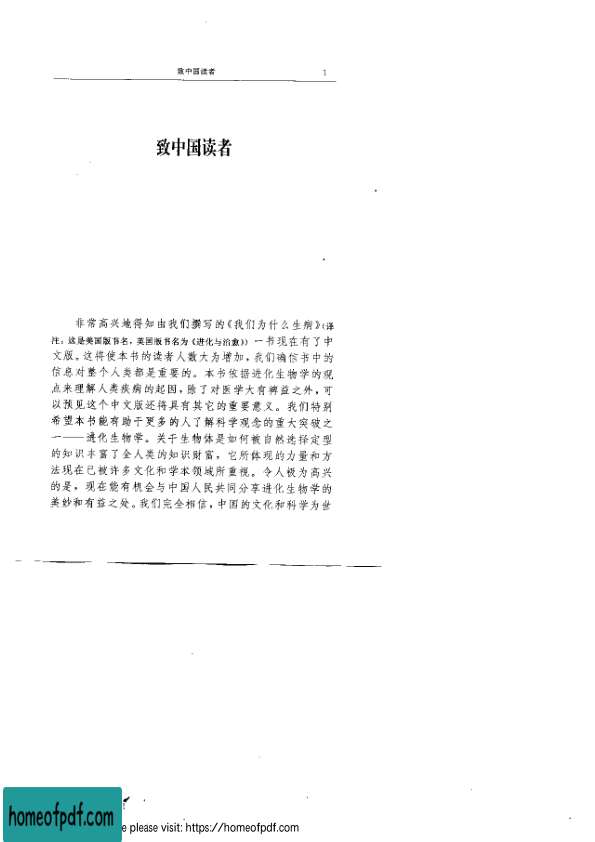 致中国读者 1
致中国读者
非常高兴地得知由我们撰写的《我们为什么生病》(译
注：这是美国版书名，英国版书名为《进化与治愈》) 一书现在有了中
文版。这将使本书的读者人数大为增加，我们确信书中的
信息对整个人类都是重要的。本书依据进化生物学的观
点来理解人类疾病的起因，除了对医学大有裨益之外，可
以预见这个中文版还将具有其它的重要意义。我们特别
希望本书能有助于更多的人了解科学观念的重大突破之
一——进化生物学。关于生物体是如何被自然选择定型
的知识丰富了全人类的知识财富，它所体现的力量和方
法现在已被许多文化和学术领域所重视。令人极为高兴
的是，现在能有机会与中国人民共同分享进化生物学的
美妙和有益之处。我们完全相信，中国的文化和科学为世
homeofpdf.com
e please visit: https://homeofpdf.com